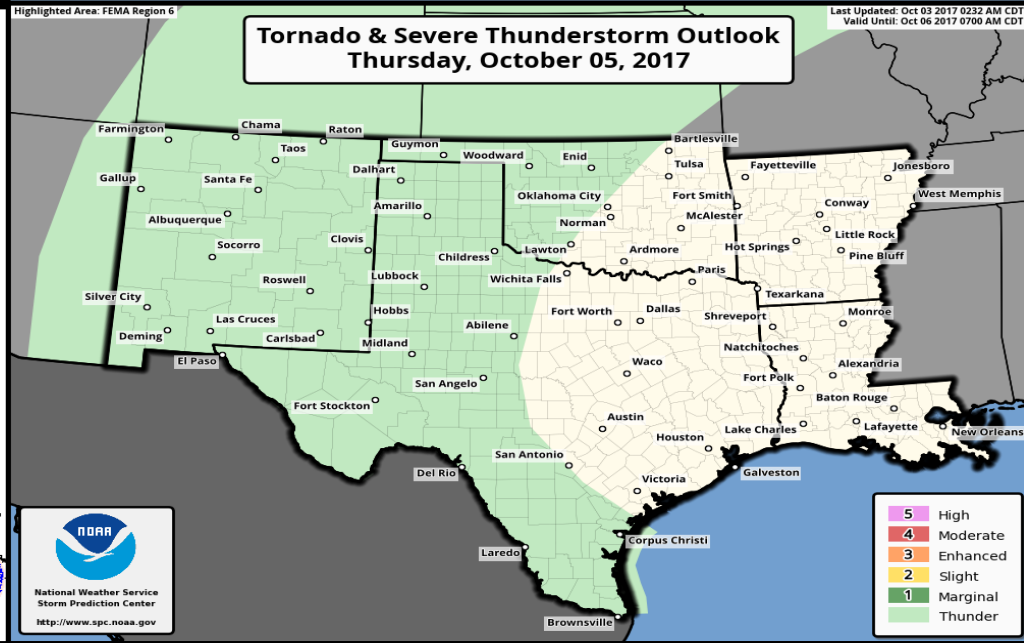 Highlighted Area: FEMA Region 6
Last Updated: Oct 03 2017 0232 AM CDT
Valid Until: Oct 06 2017 0700 AM CDT
Tornado & Severe Thunderstorm Outlook
Thursday, October 05, 2017
Farmington
Chama
Raton
Taos
Gallup
Santa Fe
Albuquerque
Socorro
Clovis
Roswell
Silver City
Las Cruces
Hobbs
Deming
Carlsbad
El Paso
Guymon
Woodward
Enid
Bartlesville
Tulsa
Dalhart
Oklahoma City
Fort Smith
Amarillo
Norman
McAlester
Childress
Lawton
Ardmore
Lubbock
Wichita Falls
Paris
Fayetteville
Jonesboro
West Memphis
Conway
Little Rock
Hot Springs
Pine Bluff
Texarkana
Fort Worth
Dallas
Shreveport
Monroe
Abilene
Midland
Natchitoches
Waco
Alexandria
San Angelo
Fort Polk
Fort Stockton
Baton Rouge
Austin
Lake Charles
Lafayette
New Orleans
Houston
San Antonio
Del Rio
Galveston
Victoria
Laredo
Corpus Christi
Brownsville
NOAA
National Weather Service
Storm Prediction Center
http://www.spc.noaa.gov
5 High
4 Moderate
3 Enhanced
2 Slight
1 Marginal
Thunder